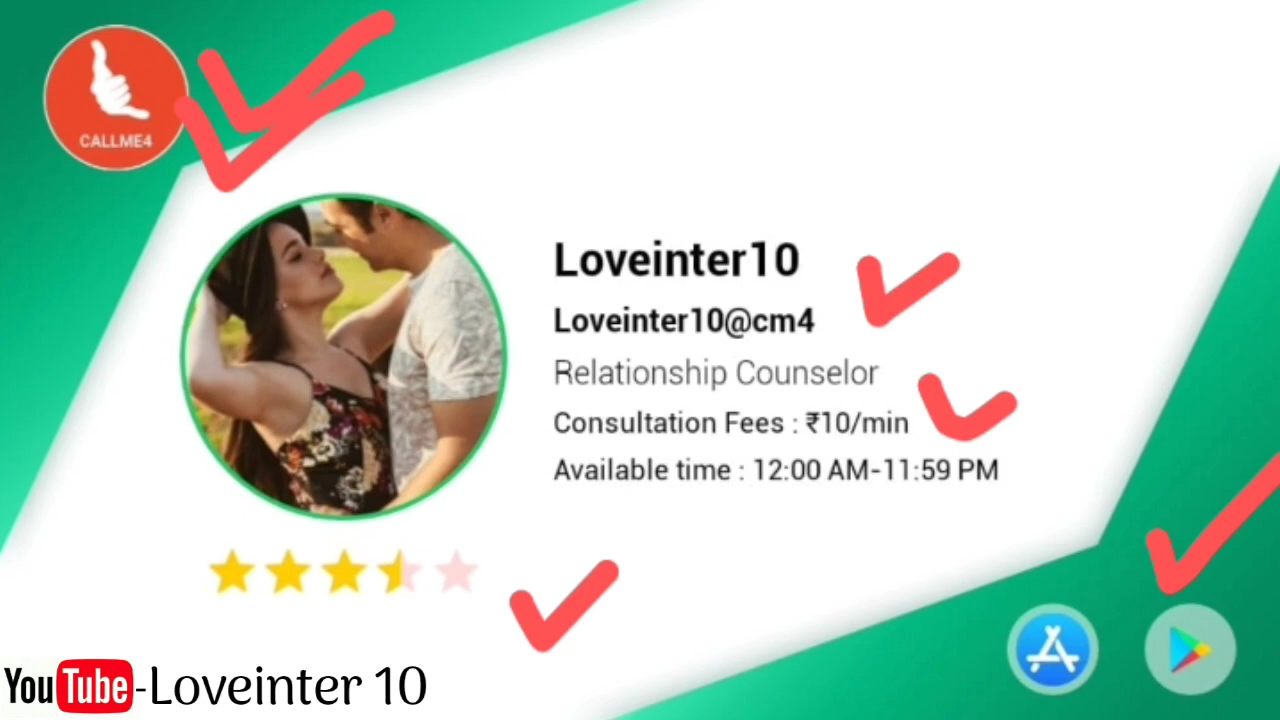 CALLME4
Loveinter10
Loveinter10@cm4
Relationship Counselor
Consultation Fees : ₹10/min
Available time : 12:00 AM-11:59 PM
YouTube-Loveinter 10